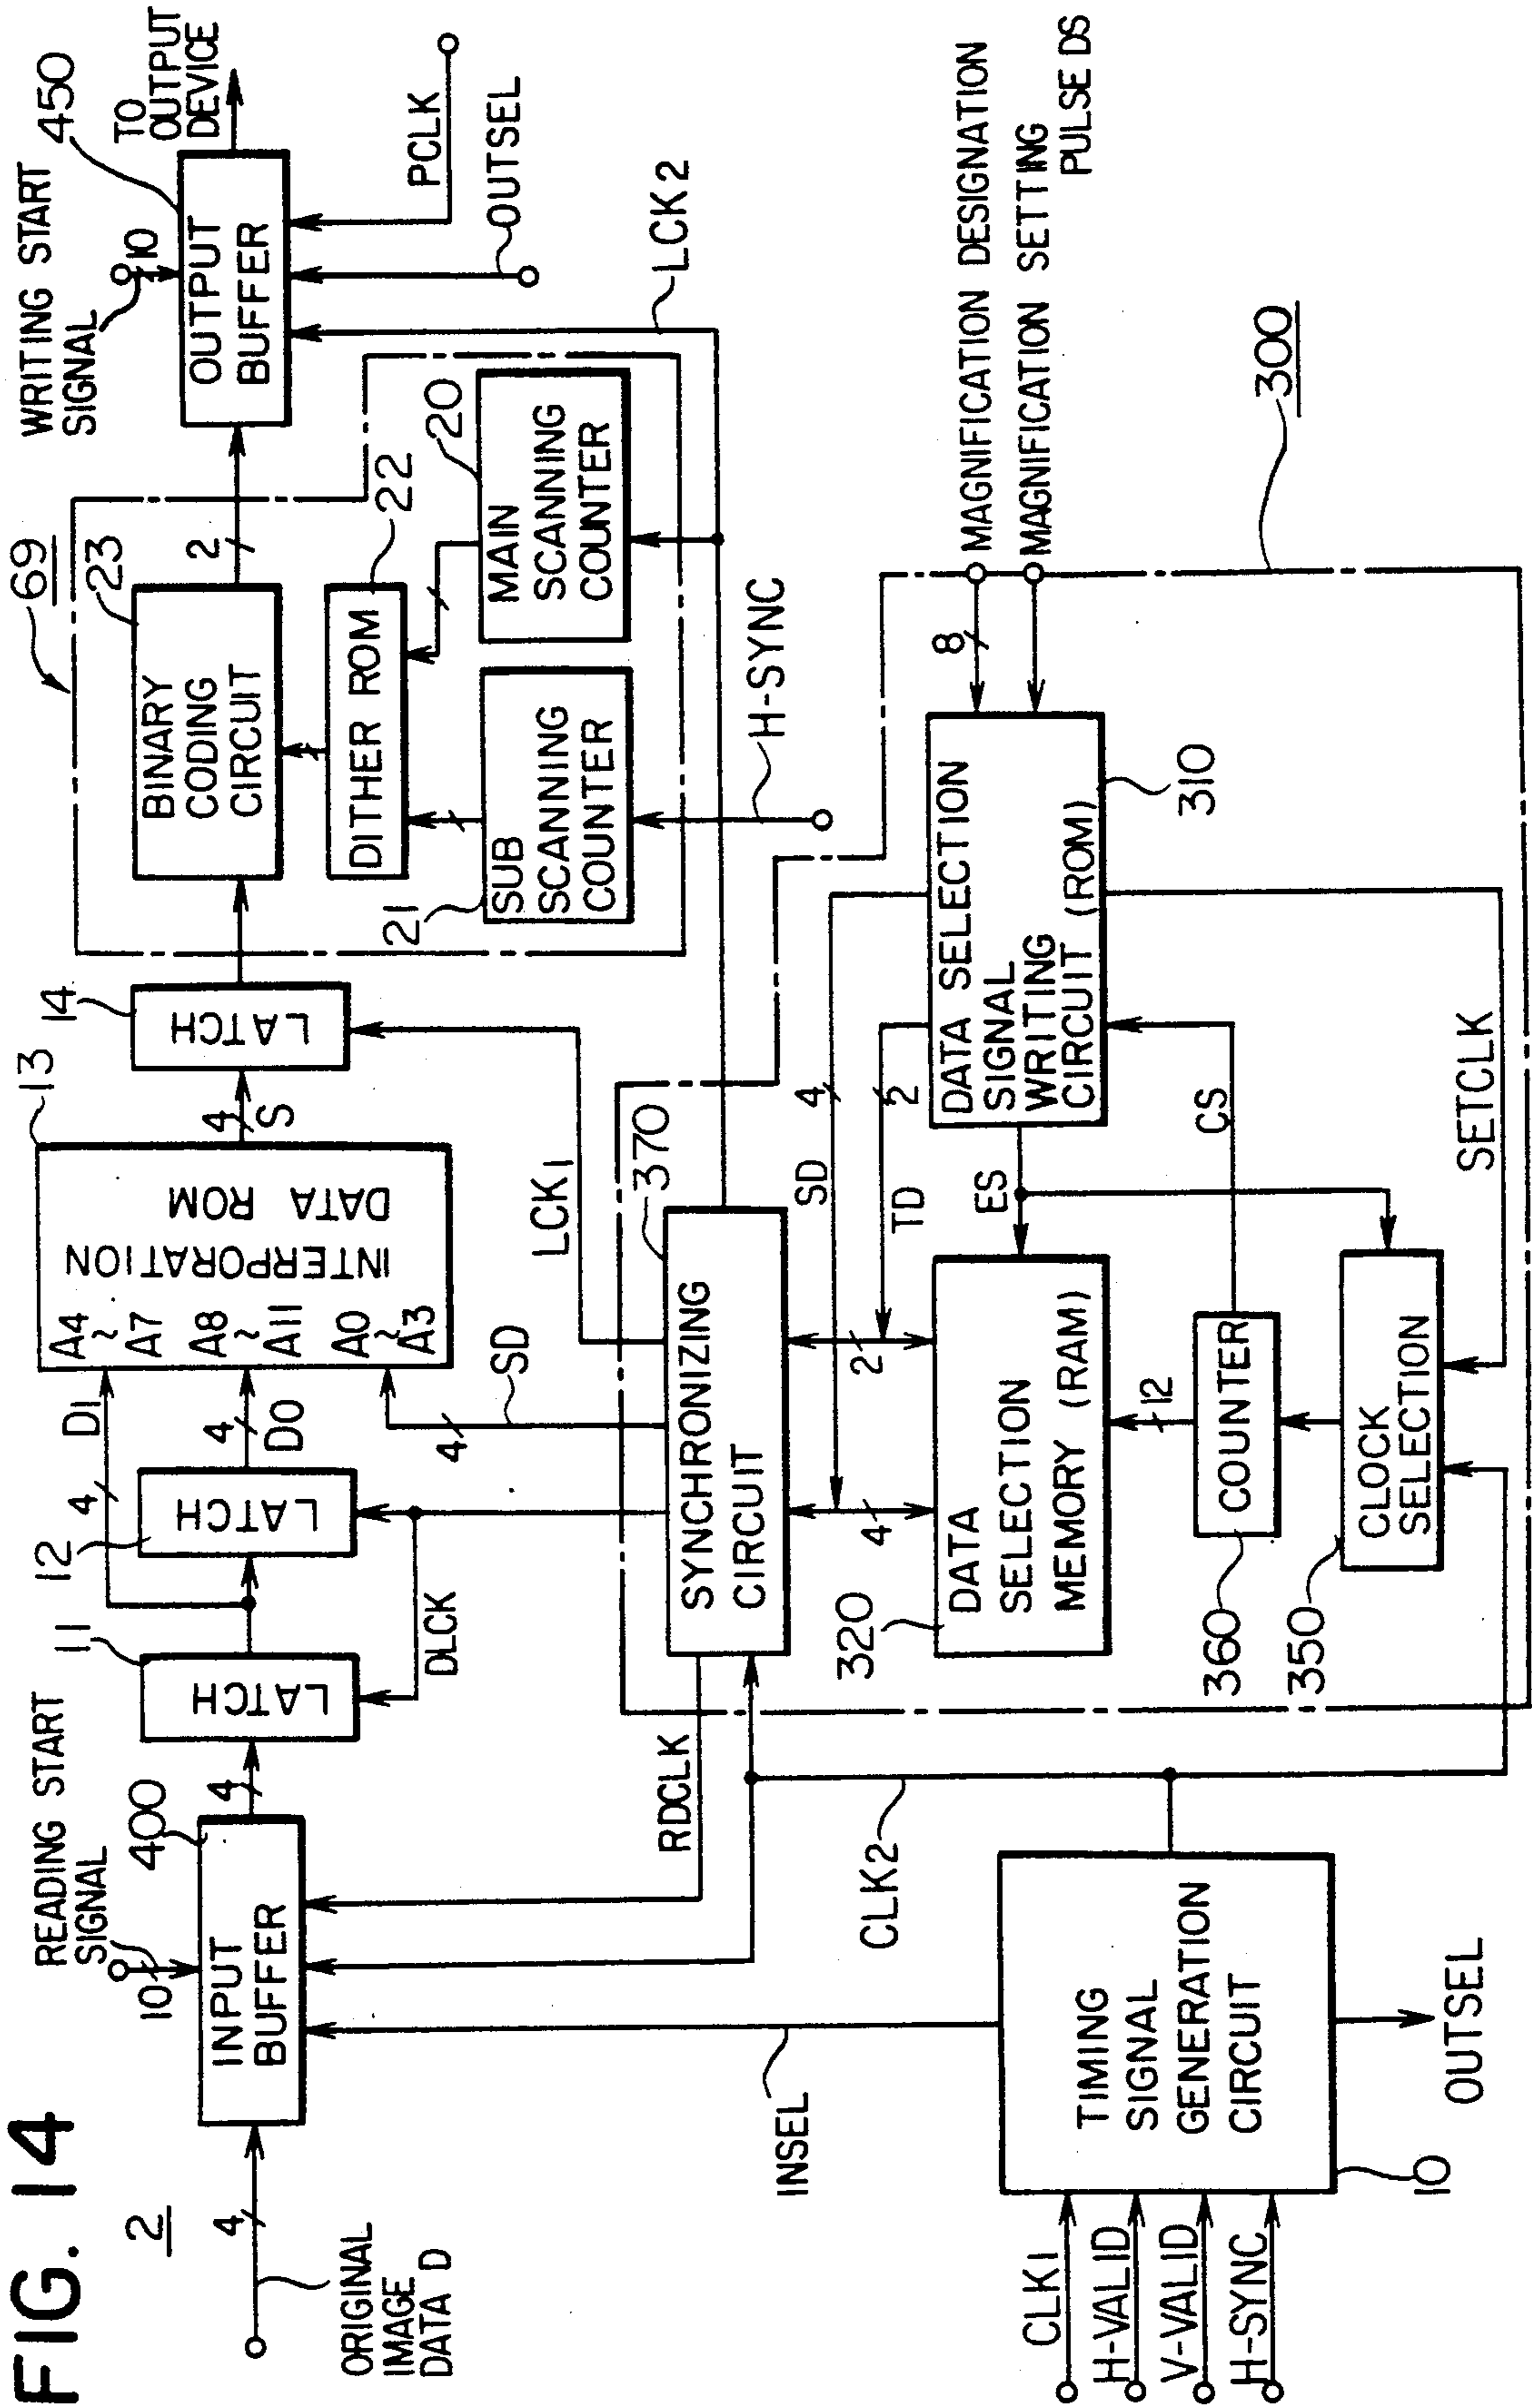 FIG. 14
2
ORIGINAL
IMAGE
DATA D
4
READING START
SIGNAL
10
400
INPUT
BUFFER
4
11
LATCH
12
LATCH
4
D1
4
D0
DLCK
13
A4
~
A7
A8
~
A11
A0
~
A3
INTERPORATION
DATA ROM
4
S
14
LATCH
69
23
BINARY
CODING
CIRCUIT
2
22
DITHER ROM
21
SUB
SCANNING
COUNTER
20
MAIN
SCANNING
COUNTER
WRITING START
SIGNAL
10
450
OUTPUT
BUFFER
TO
OUTPUT
DEVICE
PCLK
OUTSEL
LCK2
H-SYNC
RDCLK
4
SD
LCK1
370
SYNCHRONIZING
CIRCUIT
SD
4
TD
2
4
2
320
DATA
SELECTION
MEMORY (RAM)
ES
DATA SELECTION
SIGNAL
WRITING
CIRCUIT (ROM)
310
8
MAGNIFICATION DESIGNATION
MAGNIFICATION SETTING
PULSE DS
300
12
360
COUNTER
CS
350
CLOCK
SELECTION
SETCLK
INSEL
CLK2
TIMING
SIGNAL
GENERATION
CIRCUIT
10
CLK1
H-VALID
V-VALID
H-SYNC
OUTSEL